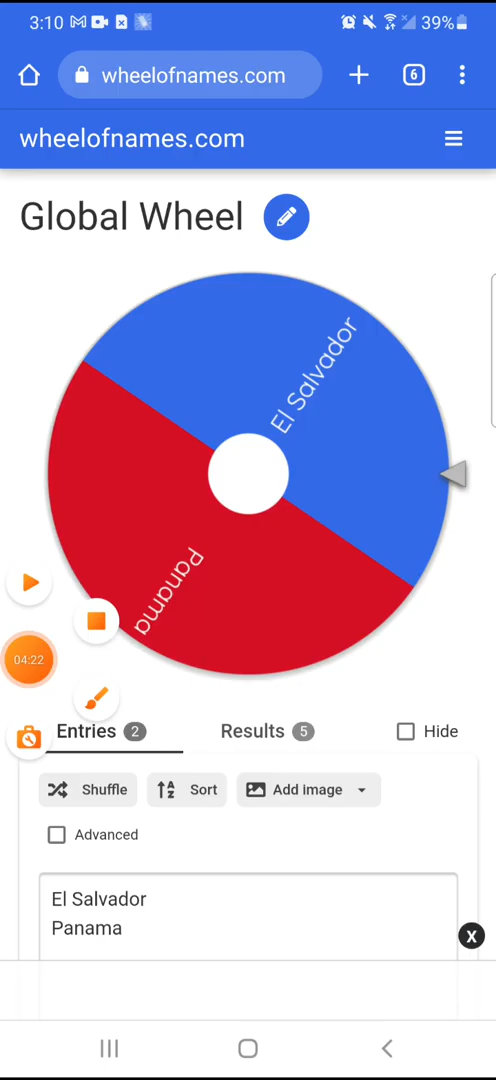 3:10
39%
wheelofnames.com
6
wheelofnames.com
Global Wheel
El Salvador
Panama
04:22
Entries 2
Results 5
Hide
Shuffle
Sort
Add image
Advanced
El Salvador
Panama
X